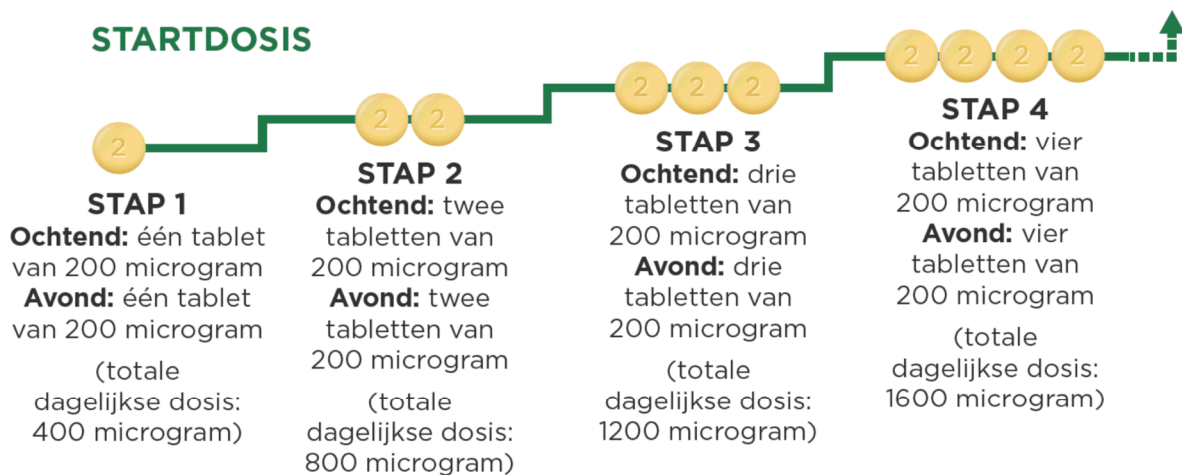 STARTDOSIS
2
STAP 1
Ochtend: één tablet
van 200 microgram
Avond: één tablet
van 200 microgram
(totale
dagelijkse dosis:
400 microgram)
2 2
STAP 2
Ochtend: twee
tabletten van
200 microgram
Avond: twee
tabletten van
200 microgram
(totale
dagelijkse dosis:
800 microgram)
2 2 2
STAP 3
Ochtend: drie
tabletten van
200 microgram
Avond: drie
tabletten van
200 microgram
(totale
dagelijkse dosis:
1200 microgram)
2 2 2 2
STAP 4
Ochtend: vier
tabletten van
200 microgram
Avond: vier
tabletten van
200 microgram
(totale
dagelijkse dosis:
1600 microgram)